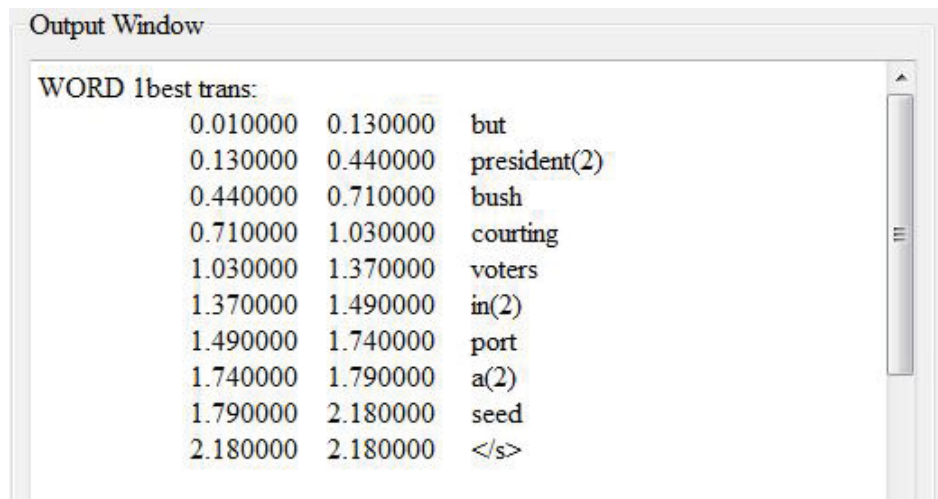 Output Window
WORD 1best trans:
0.010000 0.130000 but
0.130000 0.440000 president(2)
0.440000 0.710000 bush
0.710000 1.030000 courting
1.030000 1.370000 voters
1.370000 1.490000 in(2)
1.490000 1.740000 port
1.740000 1.790000 a(2)
1.790000 2.180000 seed
2.180000 2.180000 </s>